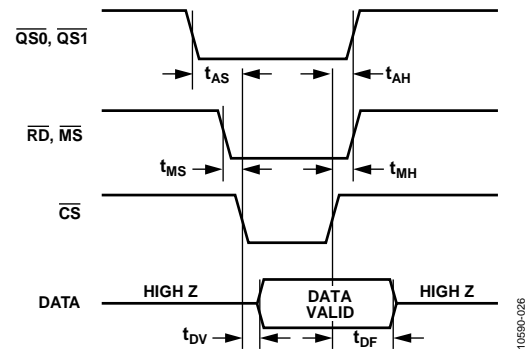 QS0, QS1
tAS
tAH
RD, MS
tMS
tMH
CS
DATA
HIGH Z
DATA
VALID
HIGH Z
tDV
tDF
10590-026